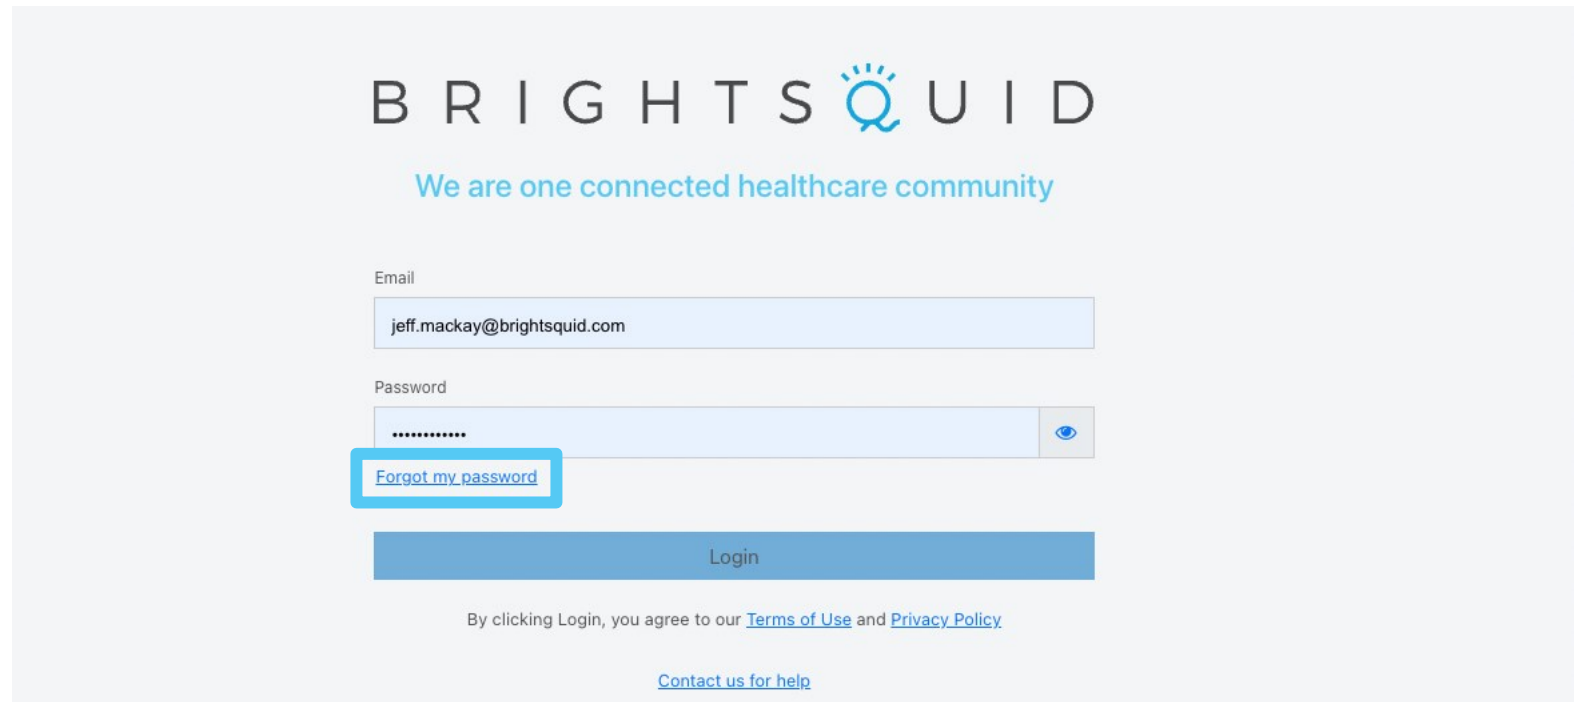 BRIGHTSQUID
We are one connected healthcare community
Email
jeff.mackay@brightsquid.com
Password
••••••••••••
Forgot my password
Login
By clicking Login, you agree to our Terms of Use and Privacy Policy
Contact us for help